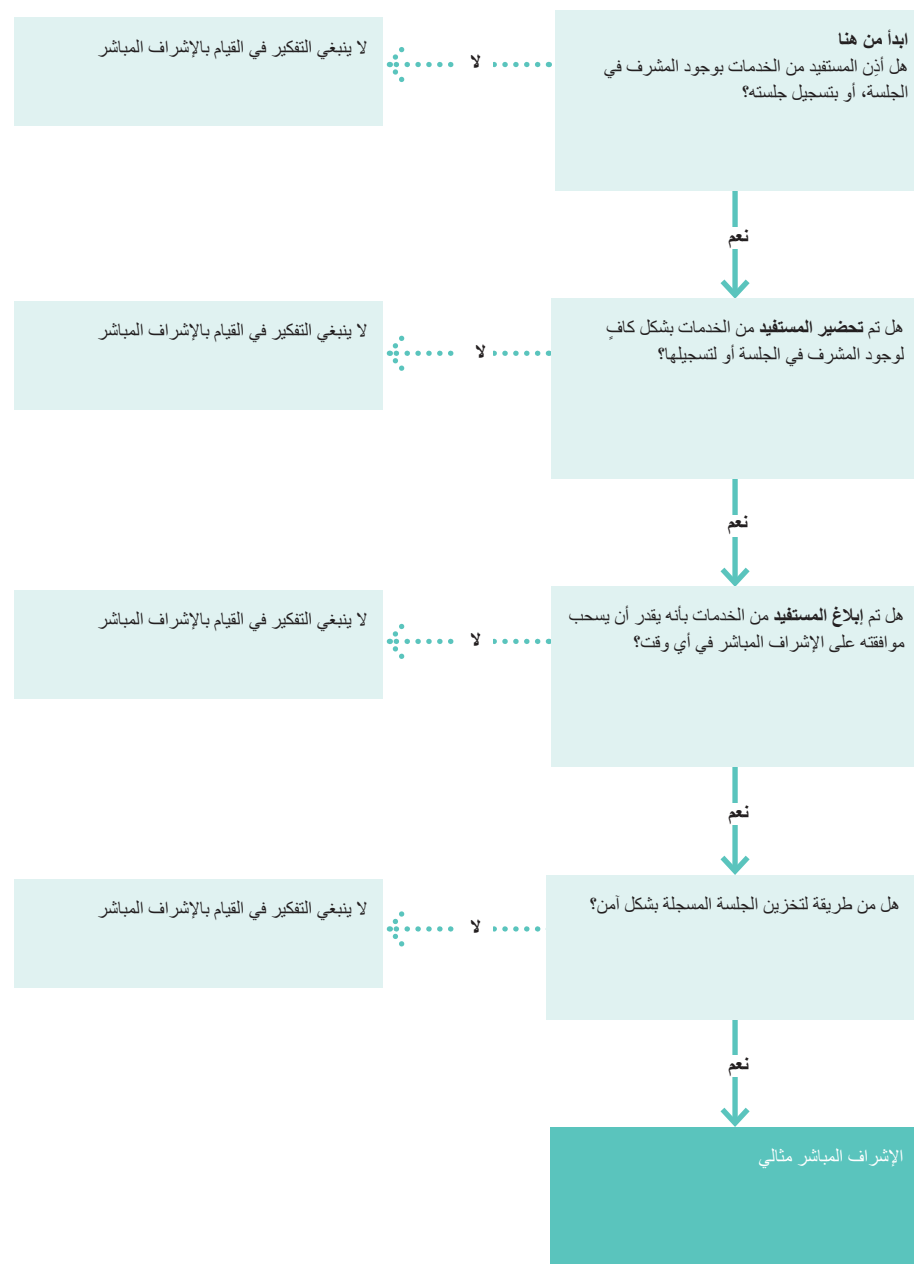 ابدأ من هنا
هل أذِن المستفيد من الخدمات بوجود المشرف في
الجلسة، أو بتسجيل جلسته؟
لا
لا ينبغي التفكير في القيام بالإشراف المباشر
نعم
هل تم تحضير المستفيد من الخدمات بشكل كافٍ
لوجود المشرف في الجلسة أو لتسجيلها؟
لا
لا ينبغي التفكير في القيام بالإشراف المباشر
نعم
هل تم إبلاغ المستفيد من الخدمات بأنه يقدر أن يسحب
موافقته على الإشراف المباشر في أي وقت؟
لا
لا ينبغي التفكير في القيام بالإشراف المباشر
نعم
هل من طريقة لتخزين الجلسة المسجلة بشكل آمن؟
لا
لا ينبغي التفكير في القيام بالإشراف المباشر
نعم
الإشراف المباشر مثالي